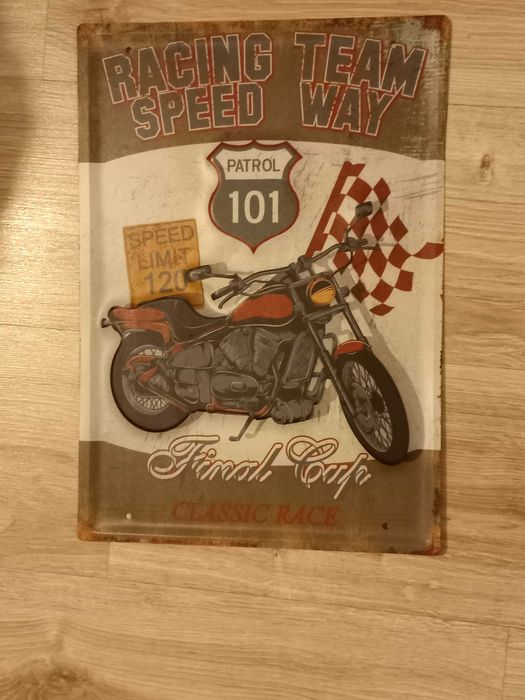 RACING TEAM
SPEED WAY
PATROL
101
SPEED
LIMIT
120
Final Cup
CLASSIC RACE